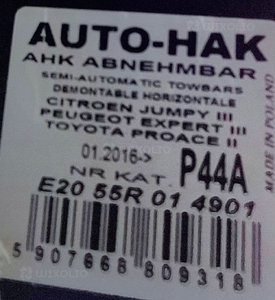 AUTO-HAK
AHK ABNEHMBAR
SEMI-AUTOMATIC TOWBARS
DEMONTABLE HORIZONTALE
CITROEN JUMPY III
PEUGEOT EXPERT III
TOYOTA PROACE II
01.2016->
NR KAT. P44A
E20 55R 01 4901
5 907668 809318
MADE IN POLAND